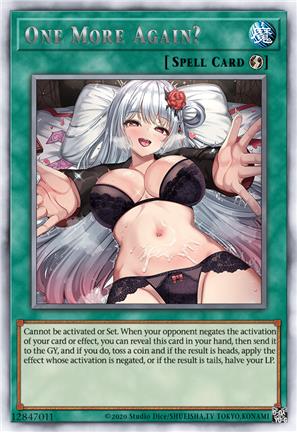 One More Again?
[ Spell Card ]
Cannot be activated or Set. When your opponent negates the activation
of your card or effect, you can reveal this card in your hand, then send it
to the GY, and if you do, toss a coin and if the result is heads, apply the
effect whose activation is negated, or if the result is tails, halve your LP.
12847011
©2020 Studio Dice/SHUEISHA,TV TOKYO,KONAMI